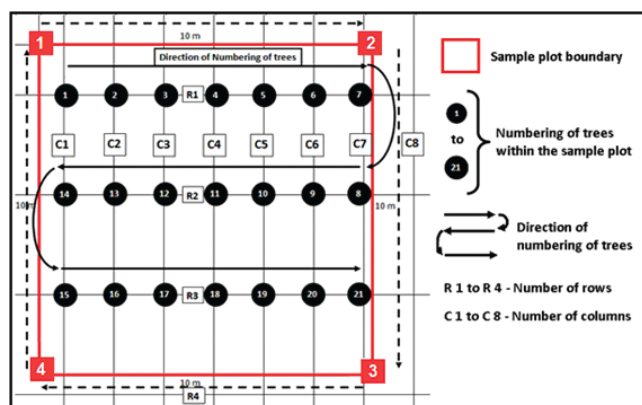 10 m
1
2
Direction of Numbering of trees
1 2 3 R1 4 5 6 7
C1 C2 C3 C4 C5 C6 C7 C8
14 13 12 R2 11 10 9 8
10 m
10 m
15 16 17 R3 18 19 20 21
4
3
10 m
R4
Sample plot boundary
1
to
21
Numbering of trees
within the sample plot
Direction of
numbering of trees
R 1 to R 4 - Number of rows
C 1 to C 8 - Number of columns